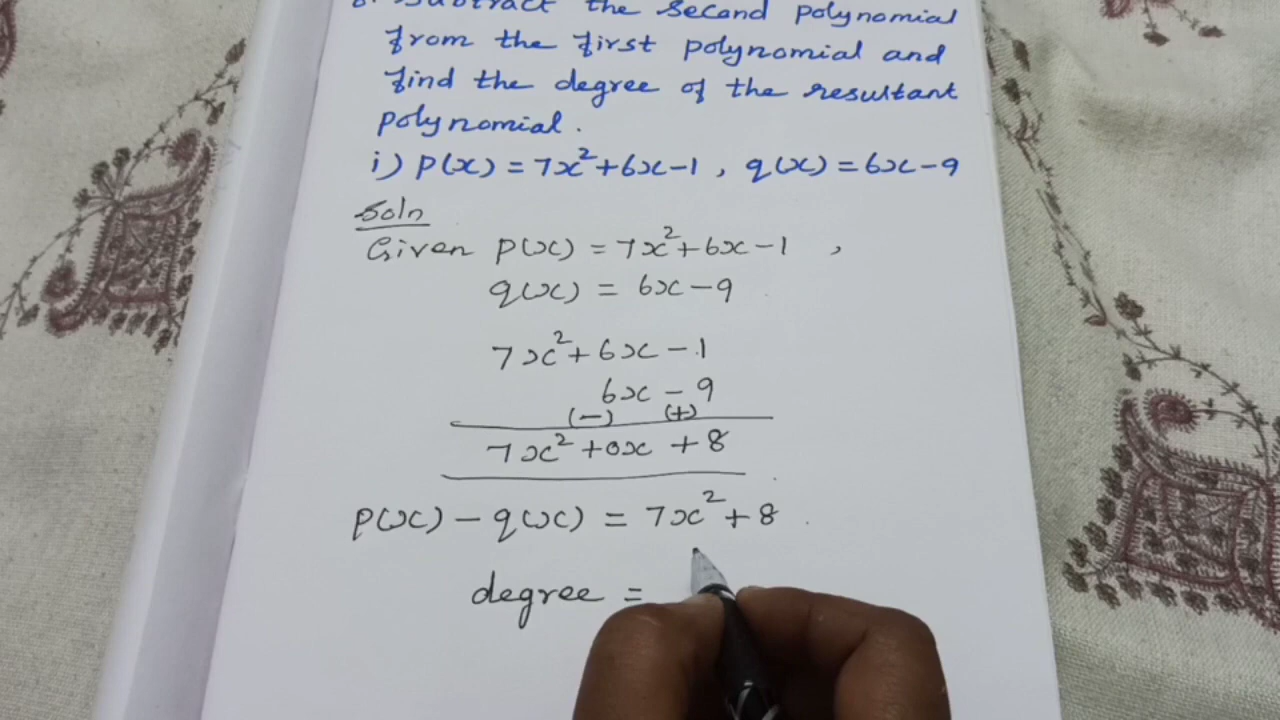 Subtract the second polynomial
from the first polynomial and
find the degree of the resultant
polynomial.
i) p(x) = 7x²+6x-1, q(x) = 6x-9
Soln
Given p(x) = 7x²+6x-1 ,
q(x) = 6x-9
7x²+6x-1
6x-9
(-) (+)
7x²+0x+8
p(x)-q(x) = 7x²+8
degree =